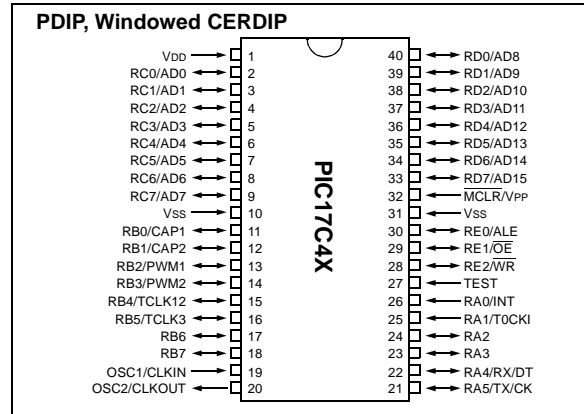 PDIP, Windowed CERDIP
VDD 1 40 RD0/AD8
RC0/AD0 2 39 RD1/AD9
RC1/AD1 3 38 RD2/AD10
RC2/AD2 4 37 RD3/AD11
RC3/AD3 5 36 RD4/AD12
RC4/AD4 6 35 RD5/AD13
RC5/AD5 7 34 RD6/AD14
RC6/AD6 8 33 RD7/AD15
RC7/AD7 9 32 MCLR/VPP
VSS 10 31 VSS
RB0/CAP1 11 30 RE0/ALE
RB1/CAP2 12 29 RE1/OE
RB2/PWM1 13 28 RE2/WR
RB3/PWM2 14 27 TEST
RB4/TCLK12 15 26 RA0/INT
RB5/TCLK3 16 25 RA1/T0CKI
RB6 17 24 RA2
RB7 18 23 RA3
OSC1/CLKIN 19 22 RA4/RX/DT
OSC2/CLKOUT 20 21 RA5/TX/CK
PIC17C4X